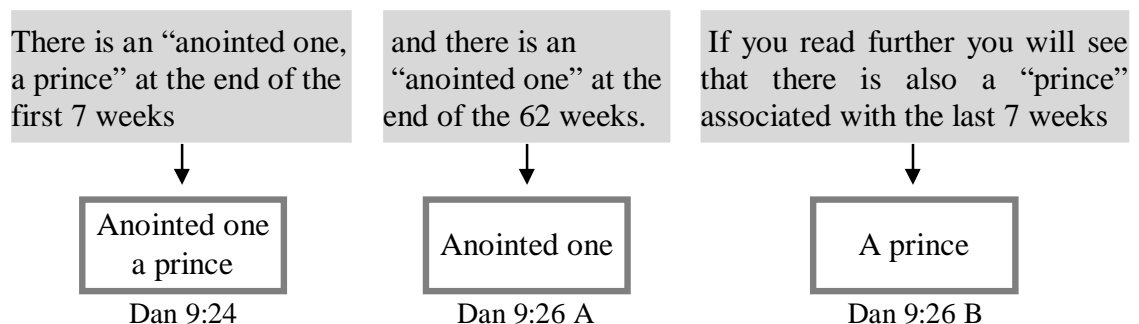 There is an “anointed one,
a prince” at the end of the
first 7 weeks
and there is an
“anointed one” at the
end of the 62 weeks.
If you read further you will see
that there is also a “prince”
associated with the last 7 weeks
Anointed one
a prince
Anointed one
A prince
Dan 9:24
Dan 9:26 A
Dan 9:26 B